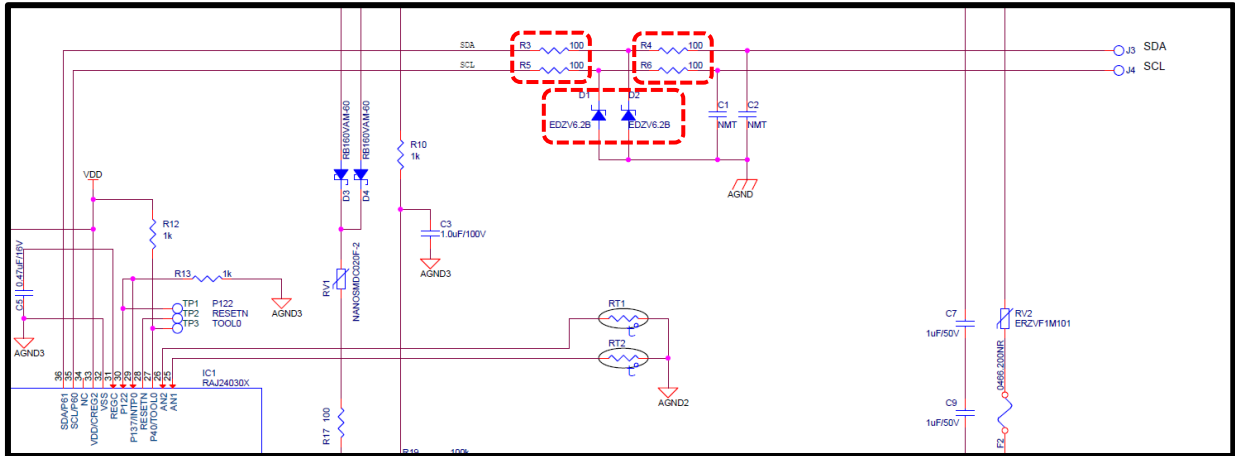 SDA R3 100 R4 100 J3 SDA
SCL R5 100 R6 100 J4 SCL
D1 D2
EDZV6.2B EDZV6.2B
C1 C2
NMT NMT
AGND
RB160VAM-60
RB160VAM-60
D3
D4
R10
1k
C3
1.0uF/100V
AGND3
VDD
R12
1k
R13 1k
AGND3
C5 0.47uF/16V
AGND3
TP1 P122
TP2 RESETN
TP3 TOOL0
RV1
NANOSMDC020F-2
RT1
t
RT2
t
AGND2
C7
1uF/50V
RV2
ERZVF1M101
0466.200NR
C9
1uF/50V
F2
IC1
RAJ24030X
36 35 34 33 32 31 30 29 28 27 26 25
SDA/P61
SCL/P60
NC
VDD/CREG2
VSS
REGC
P122
P137/INTP0
RESETN
P40/TOOL0
AN2
AN1
R17 100
R19 100k